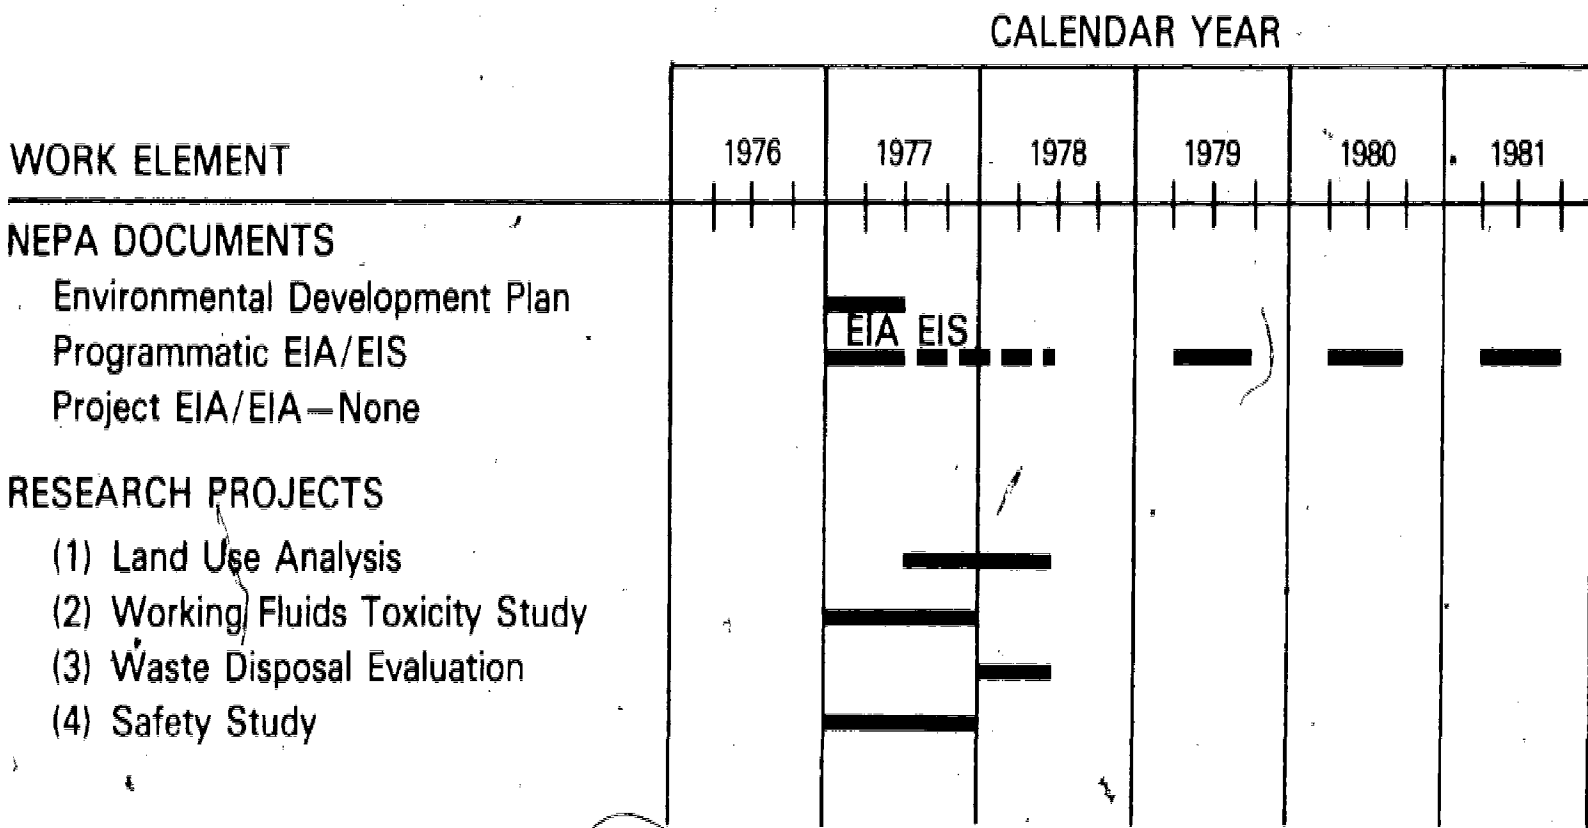 CALENDAR YEAR
WORK ELEMENT 1976 1977 1978 1979 1980 1981
NEPA DOCUMENTS
Environmental Development Plan
EIA EIS
Programmatic EIA/EIS
Project EIA/EIA—None
RESEARCH PROJECTS
(1) Land Use Analysis
(2) Working Fluids Toxicity Study
(3) Waste Disposal Evaluation
(4) Safety Study